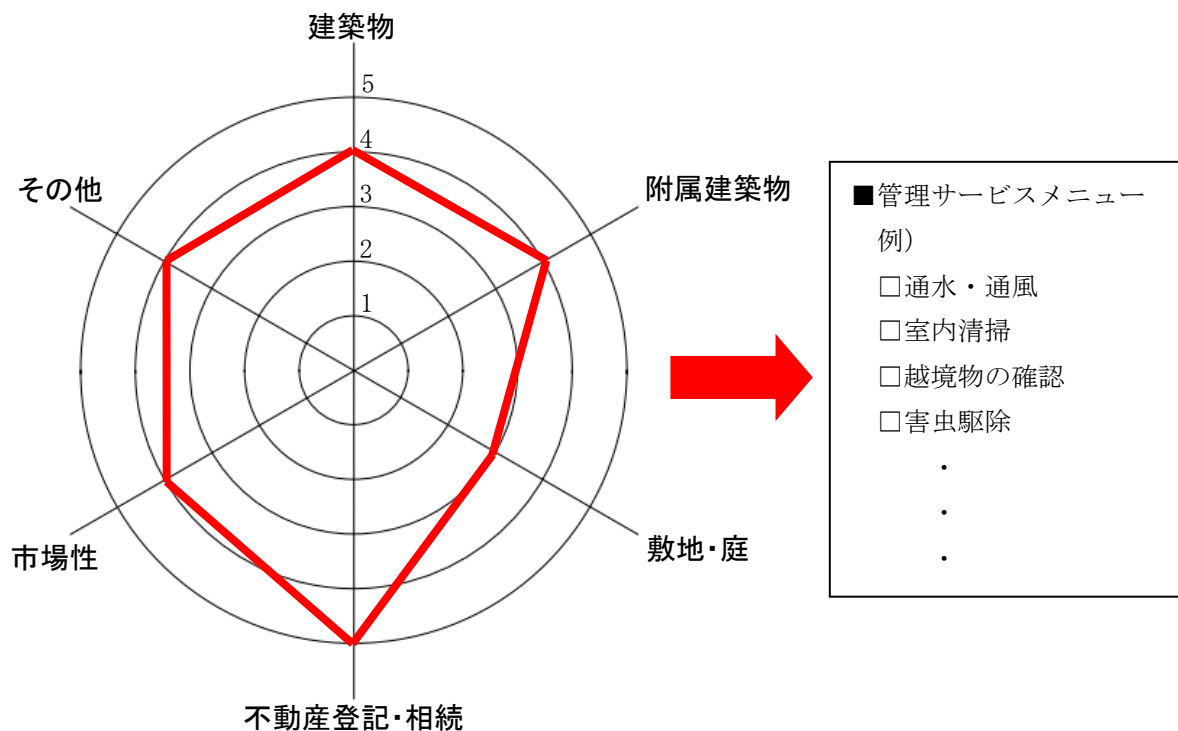 建築物
5
4
3
2
1
その他
附属建築物
市場性
敷地・庭
不動産登記・相続
■管理サービスメニュー
例）
□通水・通風
□室内清掃
□越境物の確認
□害虫駆除
・
・
・